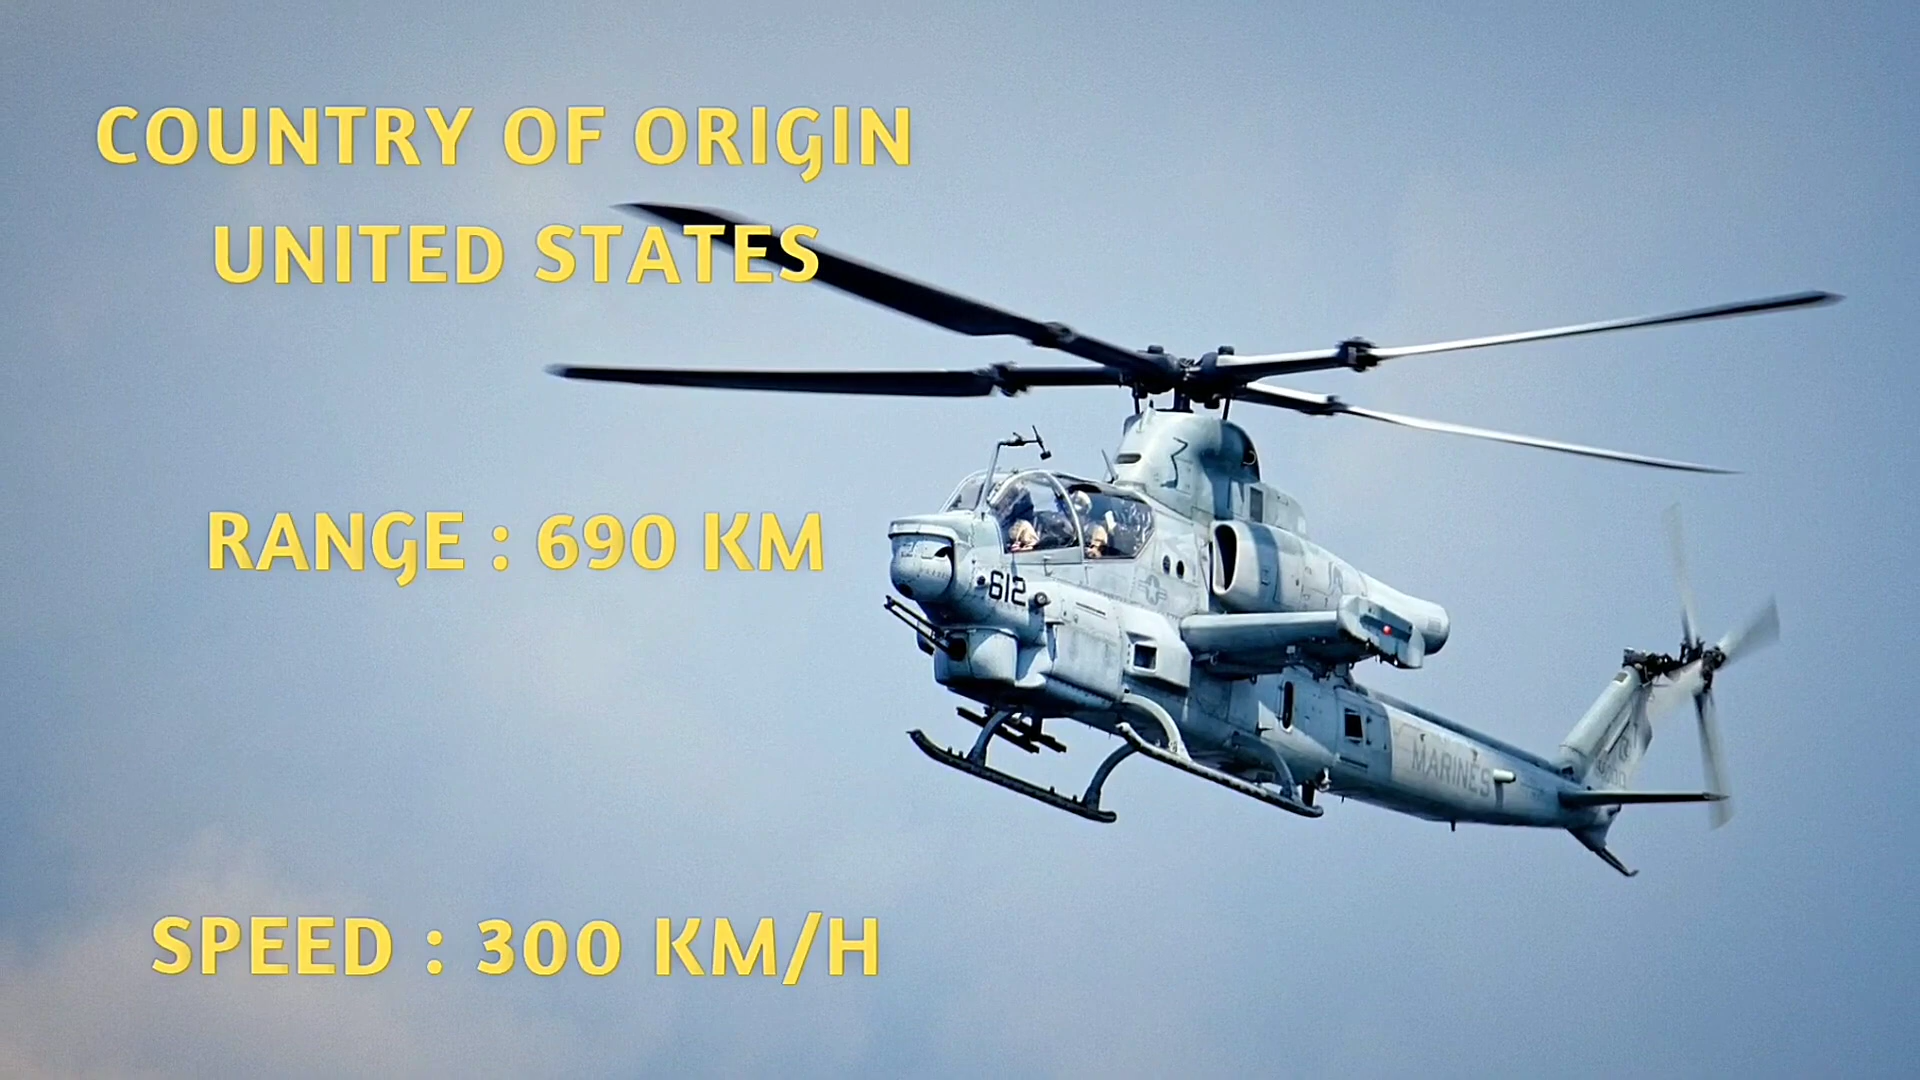 COUNTRY OF ORIGIN
UNITED STATES
RANGE : 690 KM
612
MARINES
SPEED : 300 KM/H